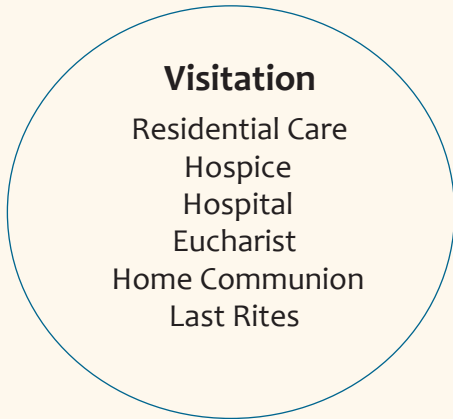 Visitation
Residential Care
Hospice
Hospital
Eucharist
Home Communion
Last Rites